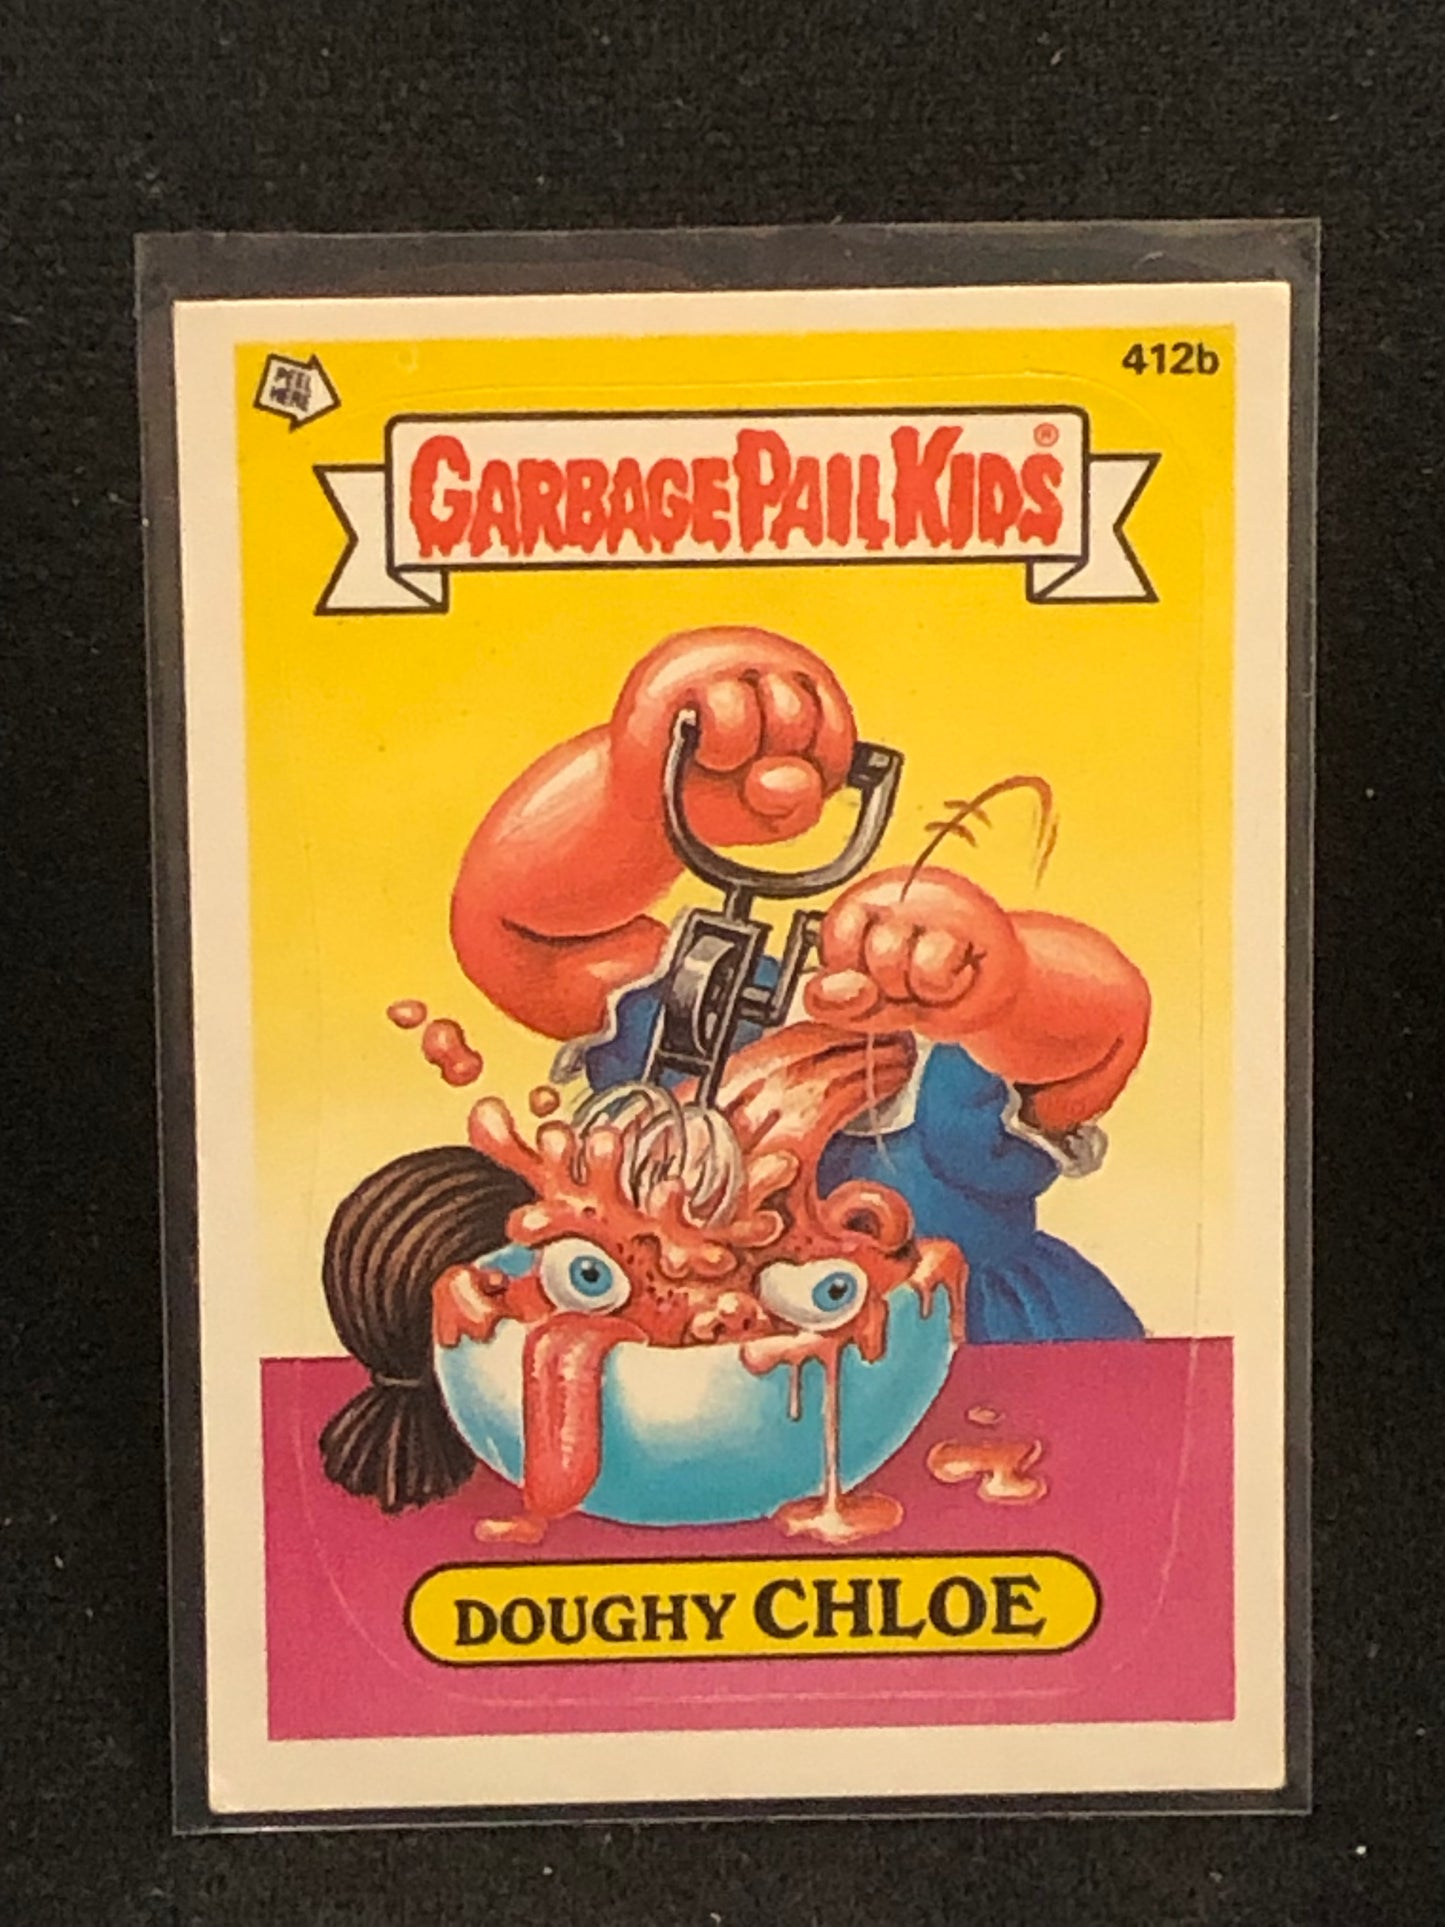 PEEL
HERE
412b
GARBAGE PAIL KIDS®
DOUGHY CHLOE